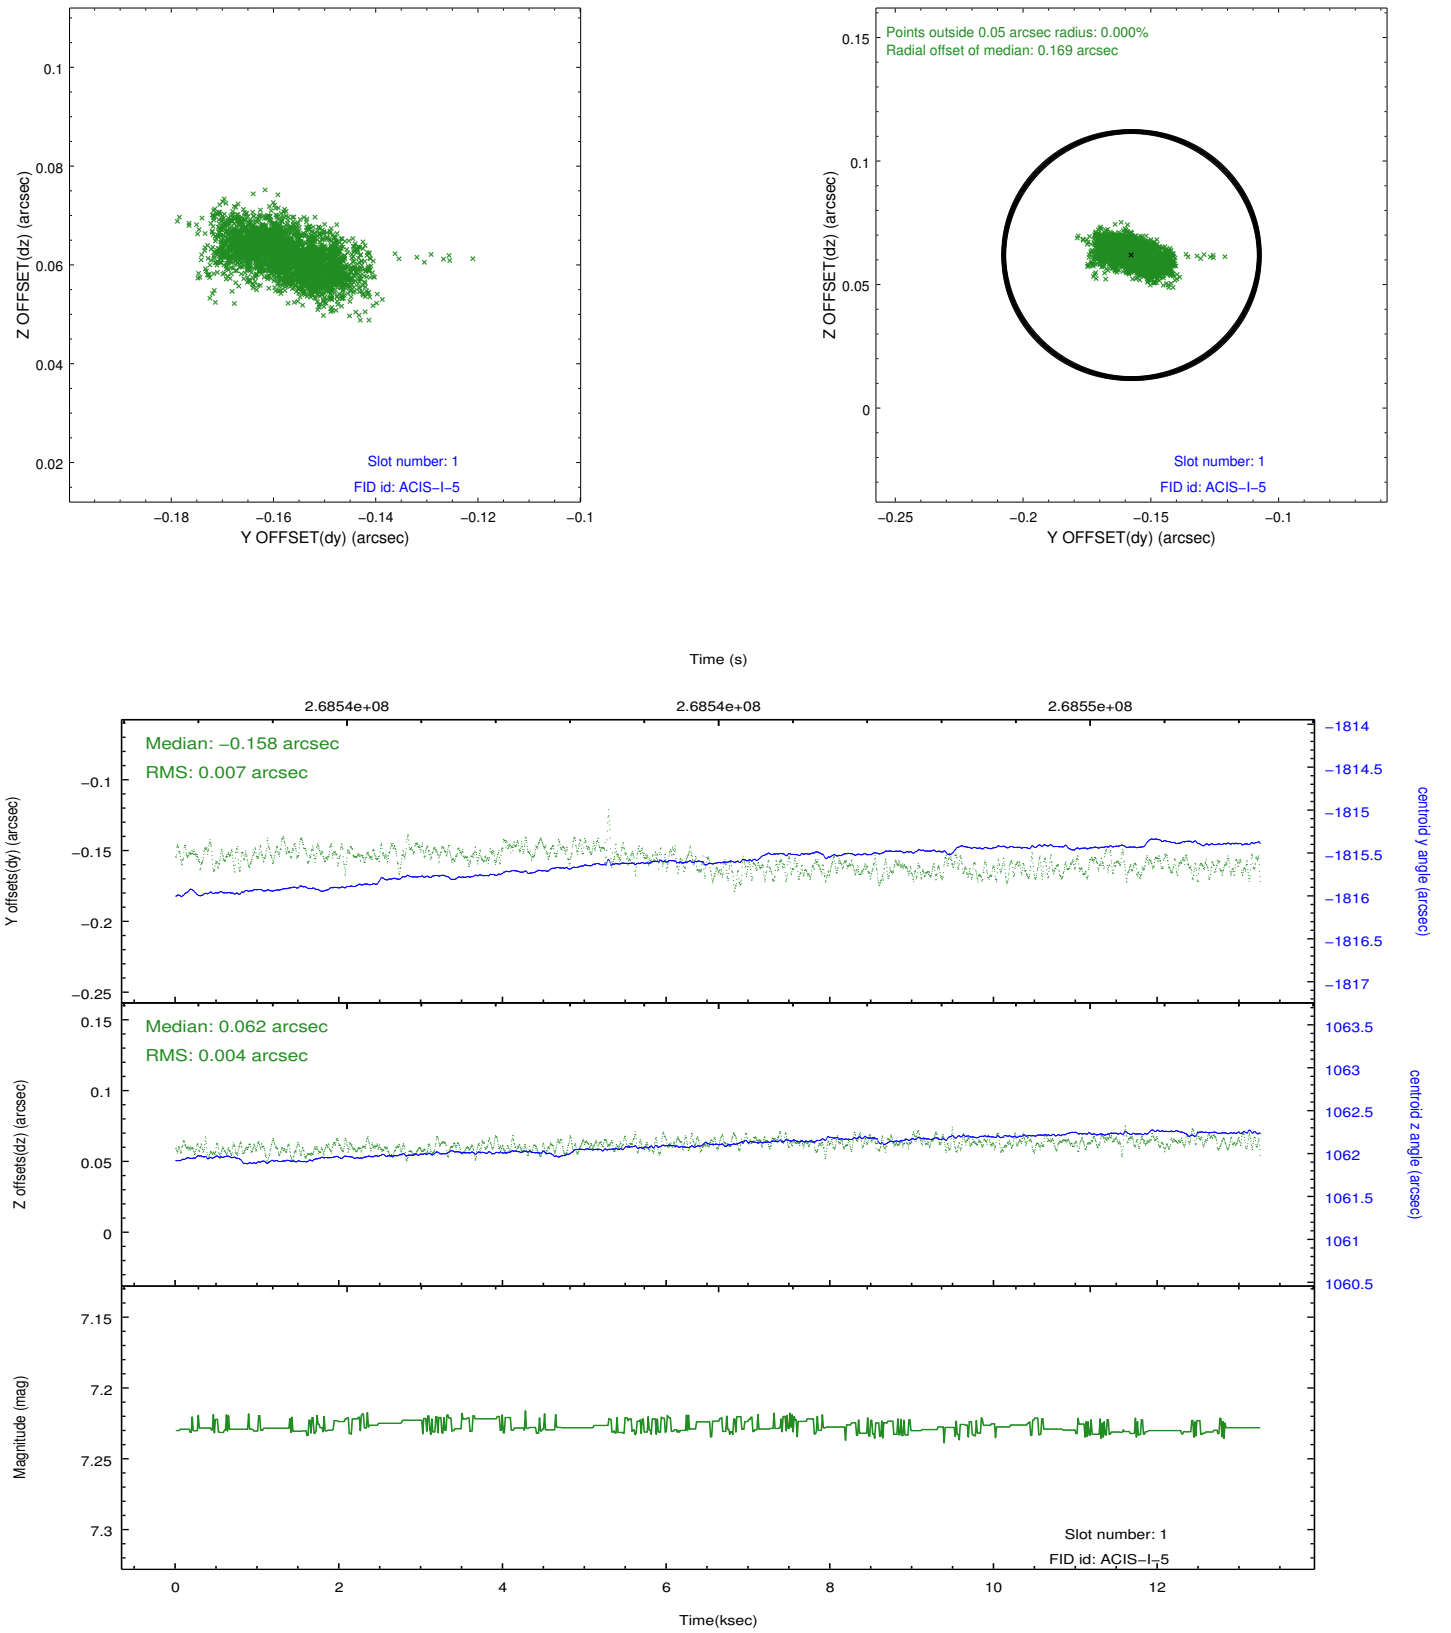 0.1
0.08
0.06
0.04
0.02
Z OFFSET(dz) (arcsec)
Slot number: 1
FID id: ACIS−I−5
−0.18 −0.16 −0.14 −0.12 −0.1
Y OFFSET(dy) (arcsec)
Points outside 0.05 arcsec radius: 0.000%
Radial offset of median: 0.169 arcsec
0.15
0.1
0.05
0
Z OFFSET(dz) (arcsec)
Slot number: 1
FID id: ACIS−I−5
−0.25 −0.2 −0.15 −0.1
Y OFFSET(dy) (arcsec)
Time (s)
2.6854e+08 2.6854e+08 2.6855e+08
Median: −0.158 arcsec
RMS: 0.007 arcsec
−0.1
−0.15
−0.2
−0.25
Y offsets(dy) (arcsec)
−1814
−1814.5
−1815
−1815.5
−1816
−1816.5
−1817
centroid y angle (arcsec)
Median: 0.062 arcsec
RMS: 0.004 arcsec
0.15
0.1
0.05
0
Z offsets(dz) (arcsec)
1063.5
1063
1062.5
1062
1061.5
1061
1060.5
centroid z angle (arcsec)
7.15
7.2
7.25
7.3
Magnitude (mag)
Slot number: 1
FID id: ACIS−I−5
0 2 4 6 8 10 12
Time(ksec)